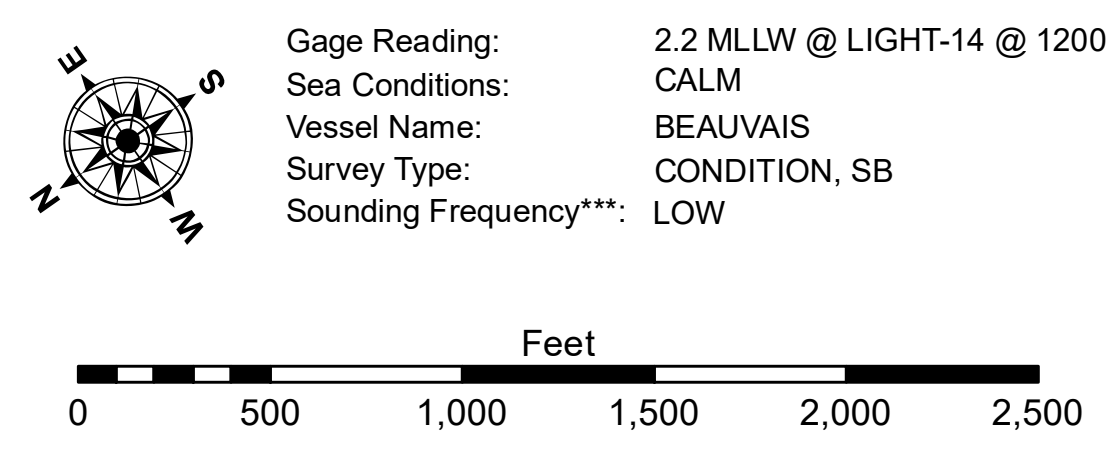 E
S
N
W
Gage Reading: 2.2 MLLW @ LIGHT-14 @ 1200
Sea Conditions: CALM
Vessel Name: BEAUVAIS
Survey Type: CONDITION, SB
Sounding Frequency***: LOW
Feet
0 500 1,000 1,500 2,000 2,500